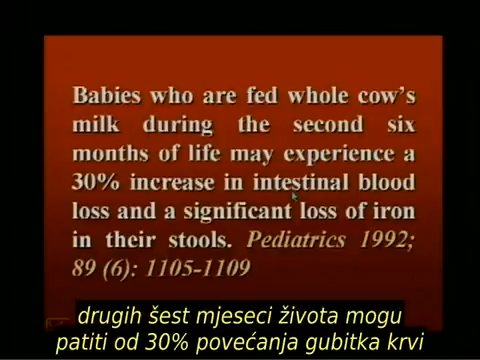 Babies who are fed whole cow's
milk during the second six
months of life may experience a
30% increase in intestinal blood
loss and a significant loss of iron
in their stools. Pediatrics 1992;
89 (6): 1105-1109
drugih šest mjeseci života mogu
patiti od 30% povećanja gubitka krvi